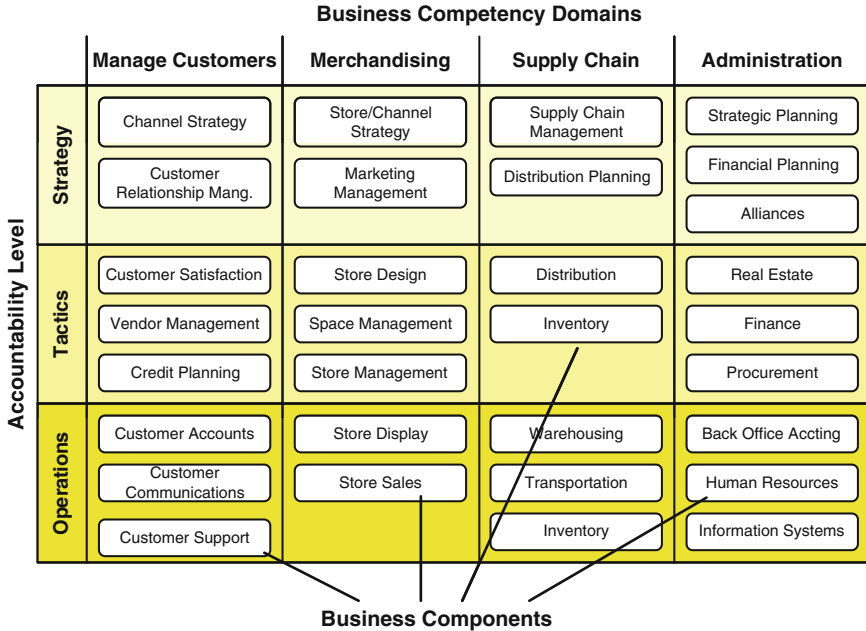 Business Competency Domains
Manage Customers
Merchandising
Supply Chain
Administration
Accountability Level
Strategy
Channel Strategy
Customer
Relationship Mang.
Store/Channel
Strategy
Marketing
Management
Supply Chain
Management
Distribution Planning
Strategic Planning
Financial Planning
Alliances
Tactics
Customer Satisfaction
Vendor Management
Credit Planning
Store Design
Space Management
Store Management
Distribution
Inventory
Real Estate
Finance
Procurement
Operations
Customer Accounts
Customer
Communications
Customer Support
Store Display
Store Sales
Warehousing
Transportation
Inventory
Back Office Accting
Human Resources
Information Systems
Business Components